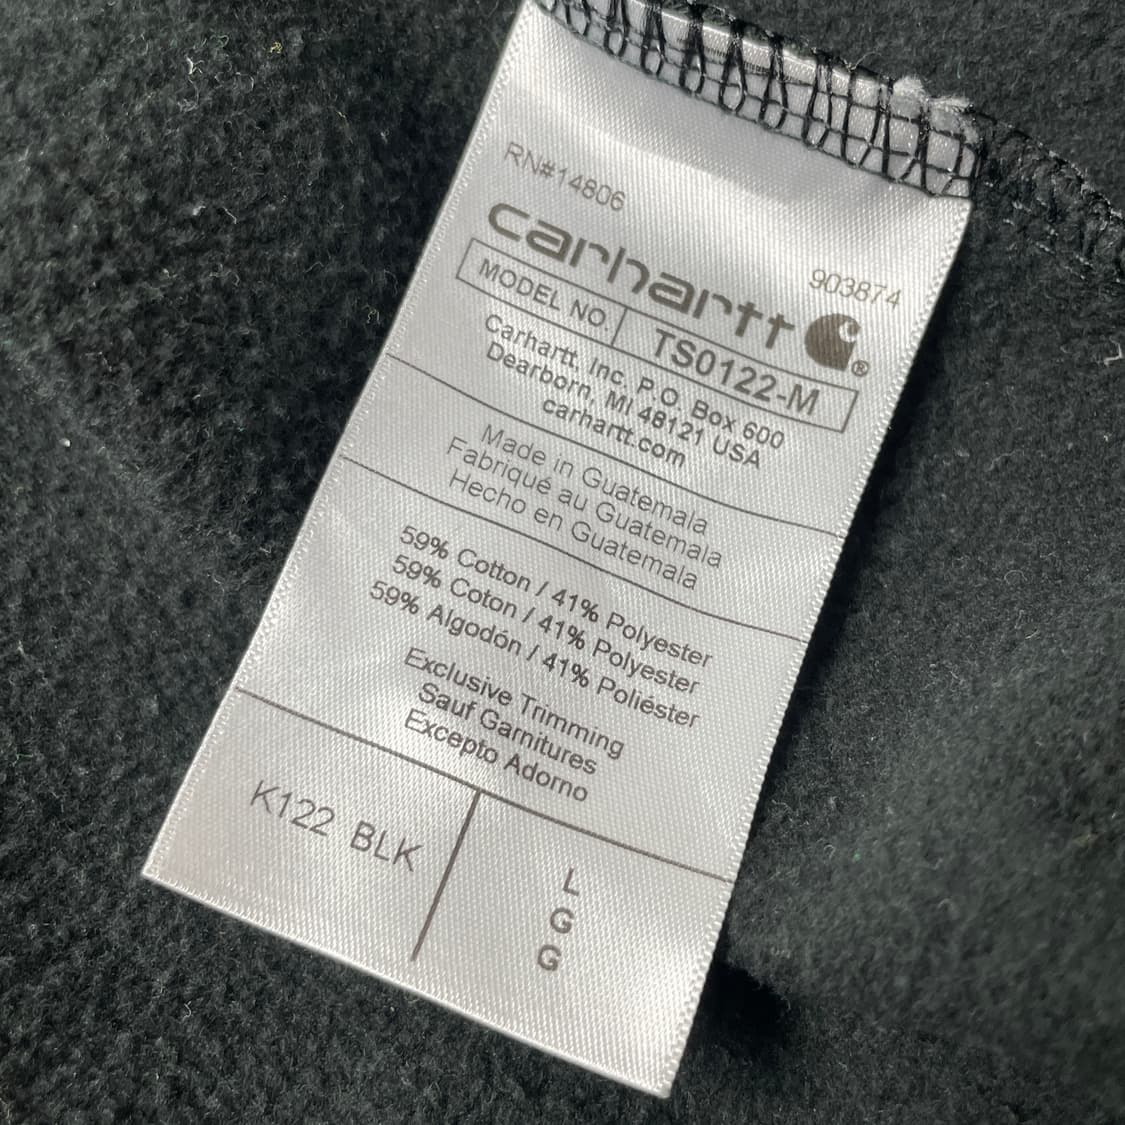 RN#14806
903874
carhartt ®
MODEL NO. TS0122-M
Carhartt, Inc. P.O. Box 600
Dearborn, MI 48121 USA
carhartt.com
Made in Guatemala
Fabriqué au Guatemala
Hecho en Guatemala
59% Cotton / 41% Polyester
59% Coton / 41% Polyester
59% Algodón / 41% Poliéster
Exclusive Trimming
Sauf Garnitures
Excepto Adorno
K122 BLK
L
G
G